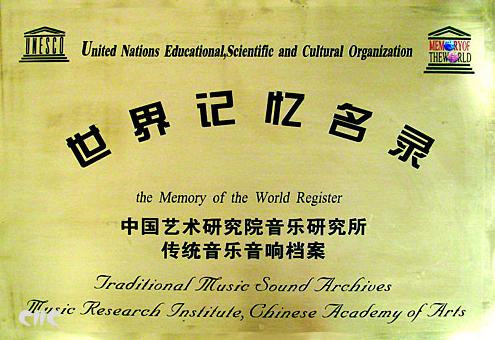 UNESCO
United Nations Educational,Scientific and Cultural Organization
MEMORY OF
THE WORLD
世界记忆名录
the Memory of the World Register
中国艺术研究院音乐研究所
传统音乐音响档案
Traditional Music Sound Archives
Music Research Institute, Chinese Academy of Arts